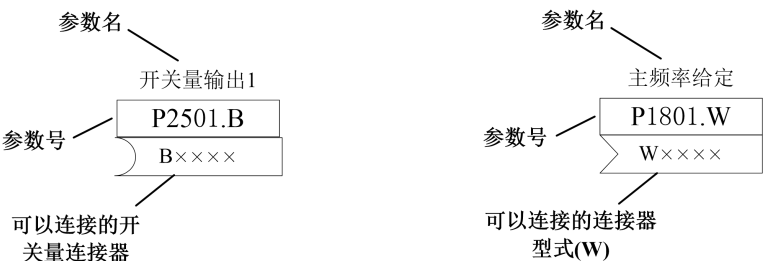 参数名
开关量输出1
P2501.B
参数号
B××××
可以连接的开
关量连接器
参数名
主频率给定
P1801.W
参数号
W××××
可以连接的连接器
型式(W)